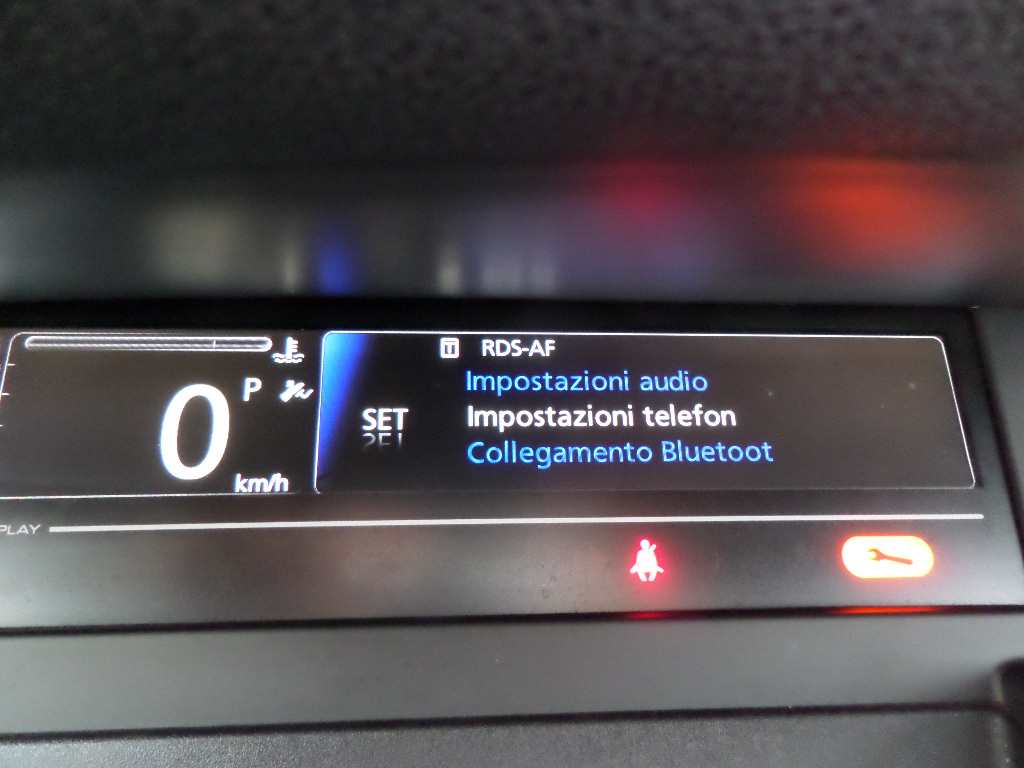 RDS-AF
Impostazioni audio
P
SET
Impostazioni telefon
0
Collegamento Bluetoot
km/h
PLAY